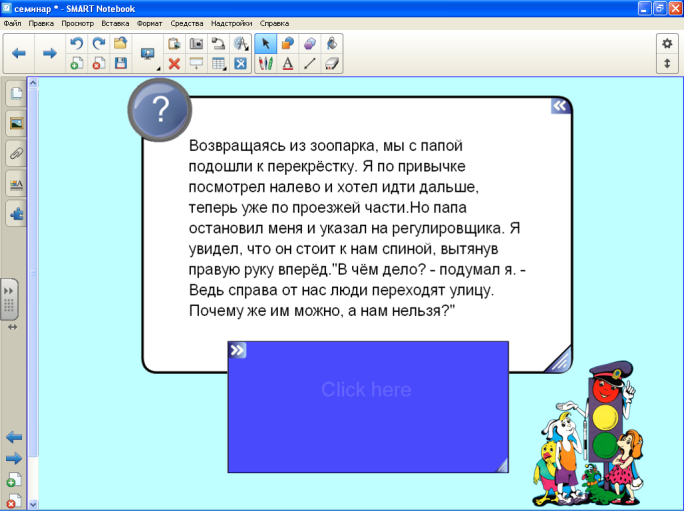 семинар * - SMART Notebook
Файл Правка Просмотр Вставка Формат Средства Надстройки Справка
?
Возвращаясь из зоопарка, мы с папой
подошли к перекрёстку. Я по привычке
посмотрел налево и хотел идти дальше,
теперь уже по проезжей части.Но папа
остановил меня и указал на регулировщика. Я
увидел, что он стоит к нам спиной, вытянув
правую руку вперёд."В чём дело? - подумал я. -
Ведь справа от нас люди переходят улицу.
Почему же им можно, а нам нельзя?"
Click here